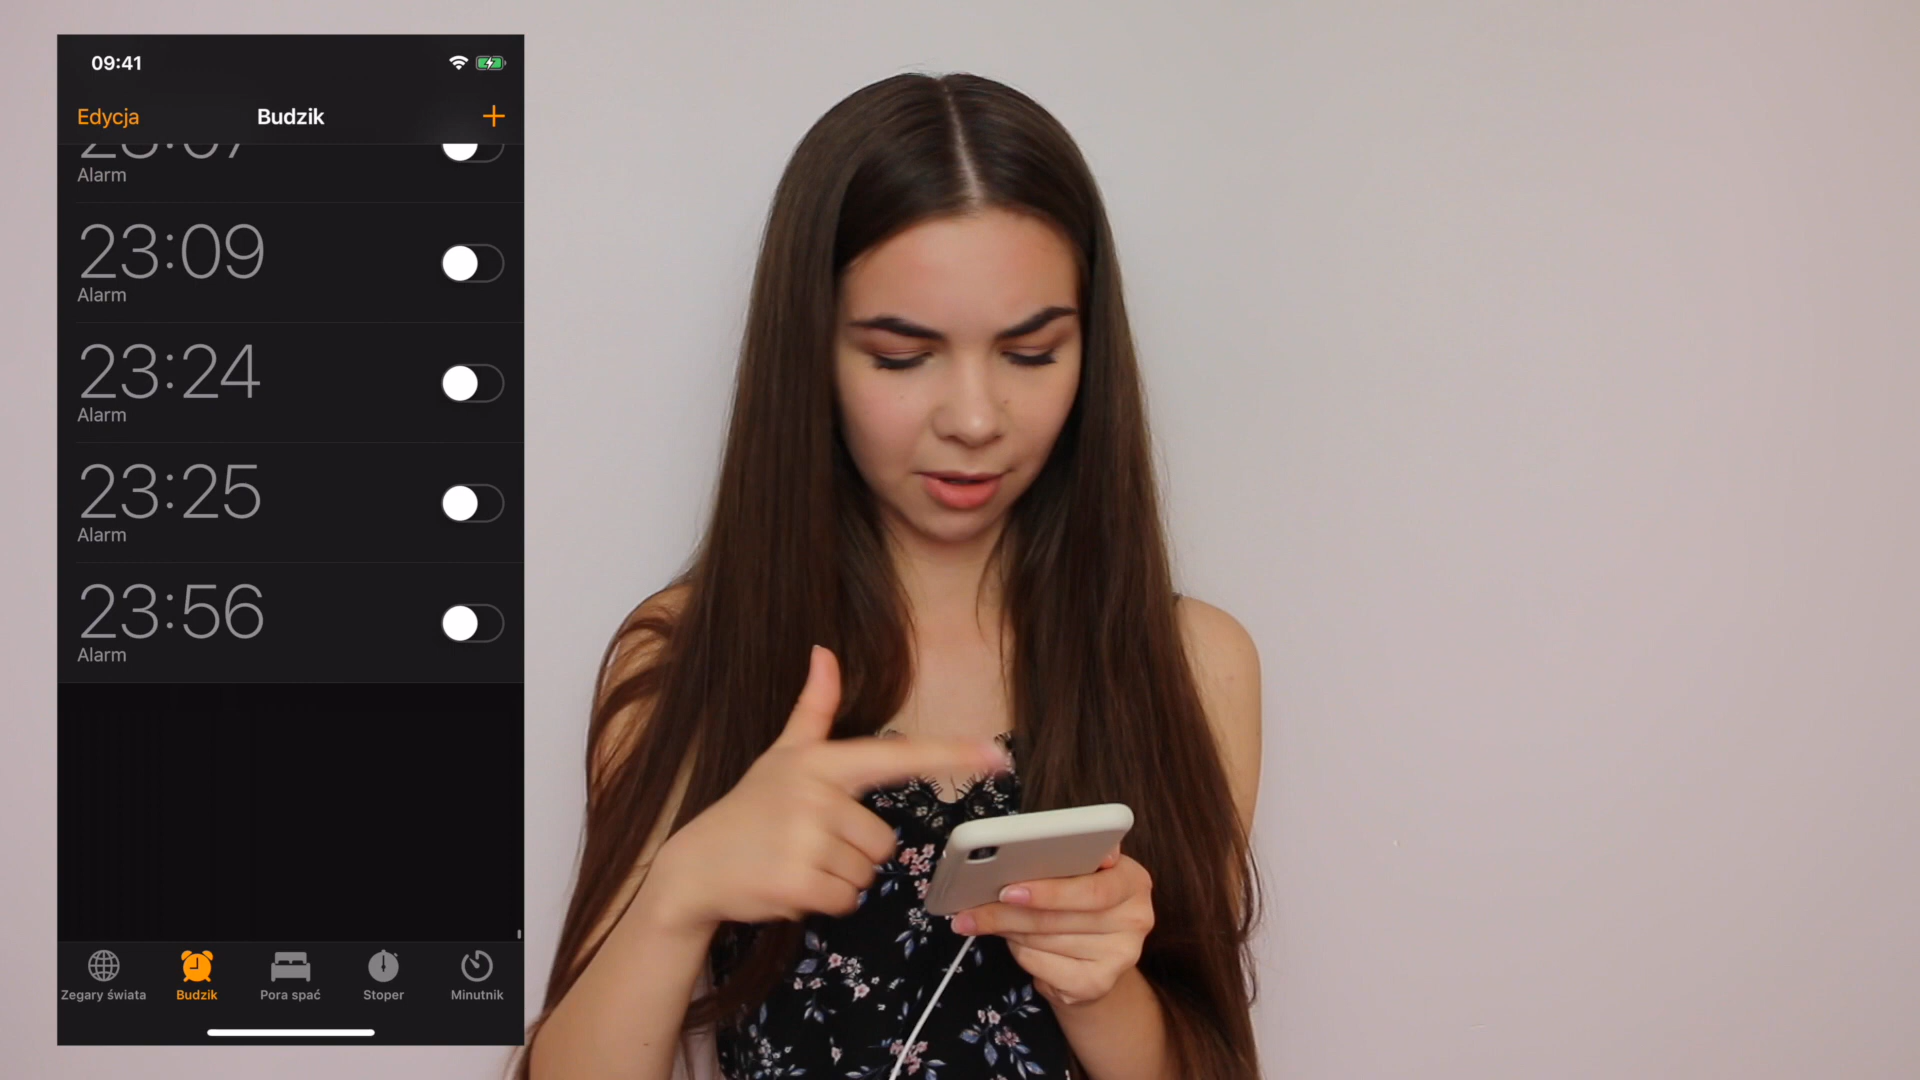 09:41
Edycja Budzik +
Alarm
23:09
Alarm
23:24
Alarm
23:25
Alarm
23:56
Alarm
Zegary świata Budzik Pora spać Stoper Minutnik